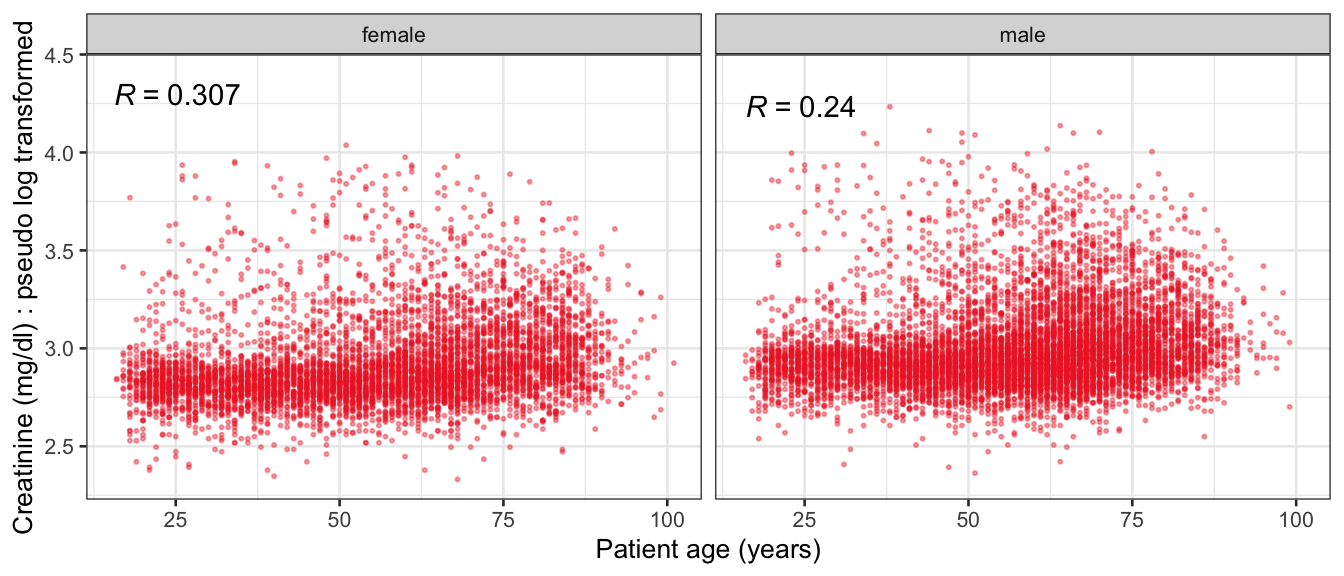 female
male
Creatinine (mg/dl) : pseudo log transformed
4.5
4.0
3.5
3.0
2.5
R = 0.307
R = 0.24
25
50
75
100
25
50
75
100
Patient age (years)